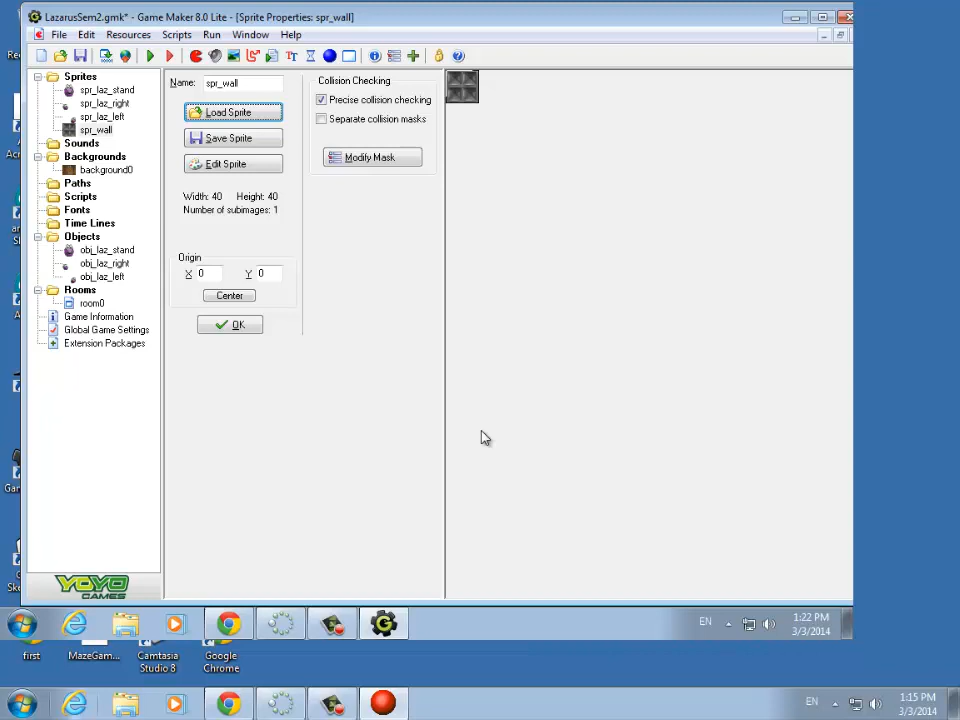 LazarusSem2.gmk* - Game Maker 8.0 Lite - [Sprite Properties: spr_wall]
File Edit Resources Scripts Run Window Help
Sprites
spr_laz_stand
spr_laz_right
spr_laz_left
spr_wall
Sounds
Backgrounds
background0
Paths
Scripts
Fonts
Time Lines
Objects
obj_laz_stand
obj_laz_right
obj_laz_left
Rooms
room0
Game Information
Global Game Settings
Extension Packages
YOYO
GAMES
Name: spr_wall
Load Sprite
Save Sprite
Edit Sprite
Width: 40 Height: 40
Number of subimages: 1
Origin
X 0 Y 0
Center
OK
Collision Checking
Precise collision checking
Separate collision masks
Modify Mask
EN
1:22 PM
3/3/2014
first
MazeGam...
Camtasia
Studio 8
Google
Chrome
EN
1:15 PM
3/3/2014